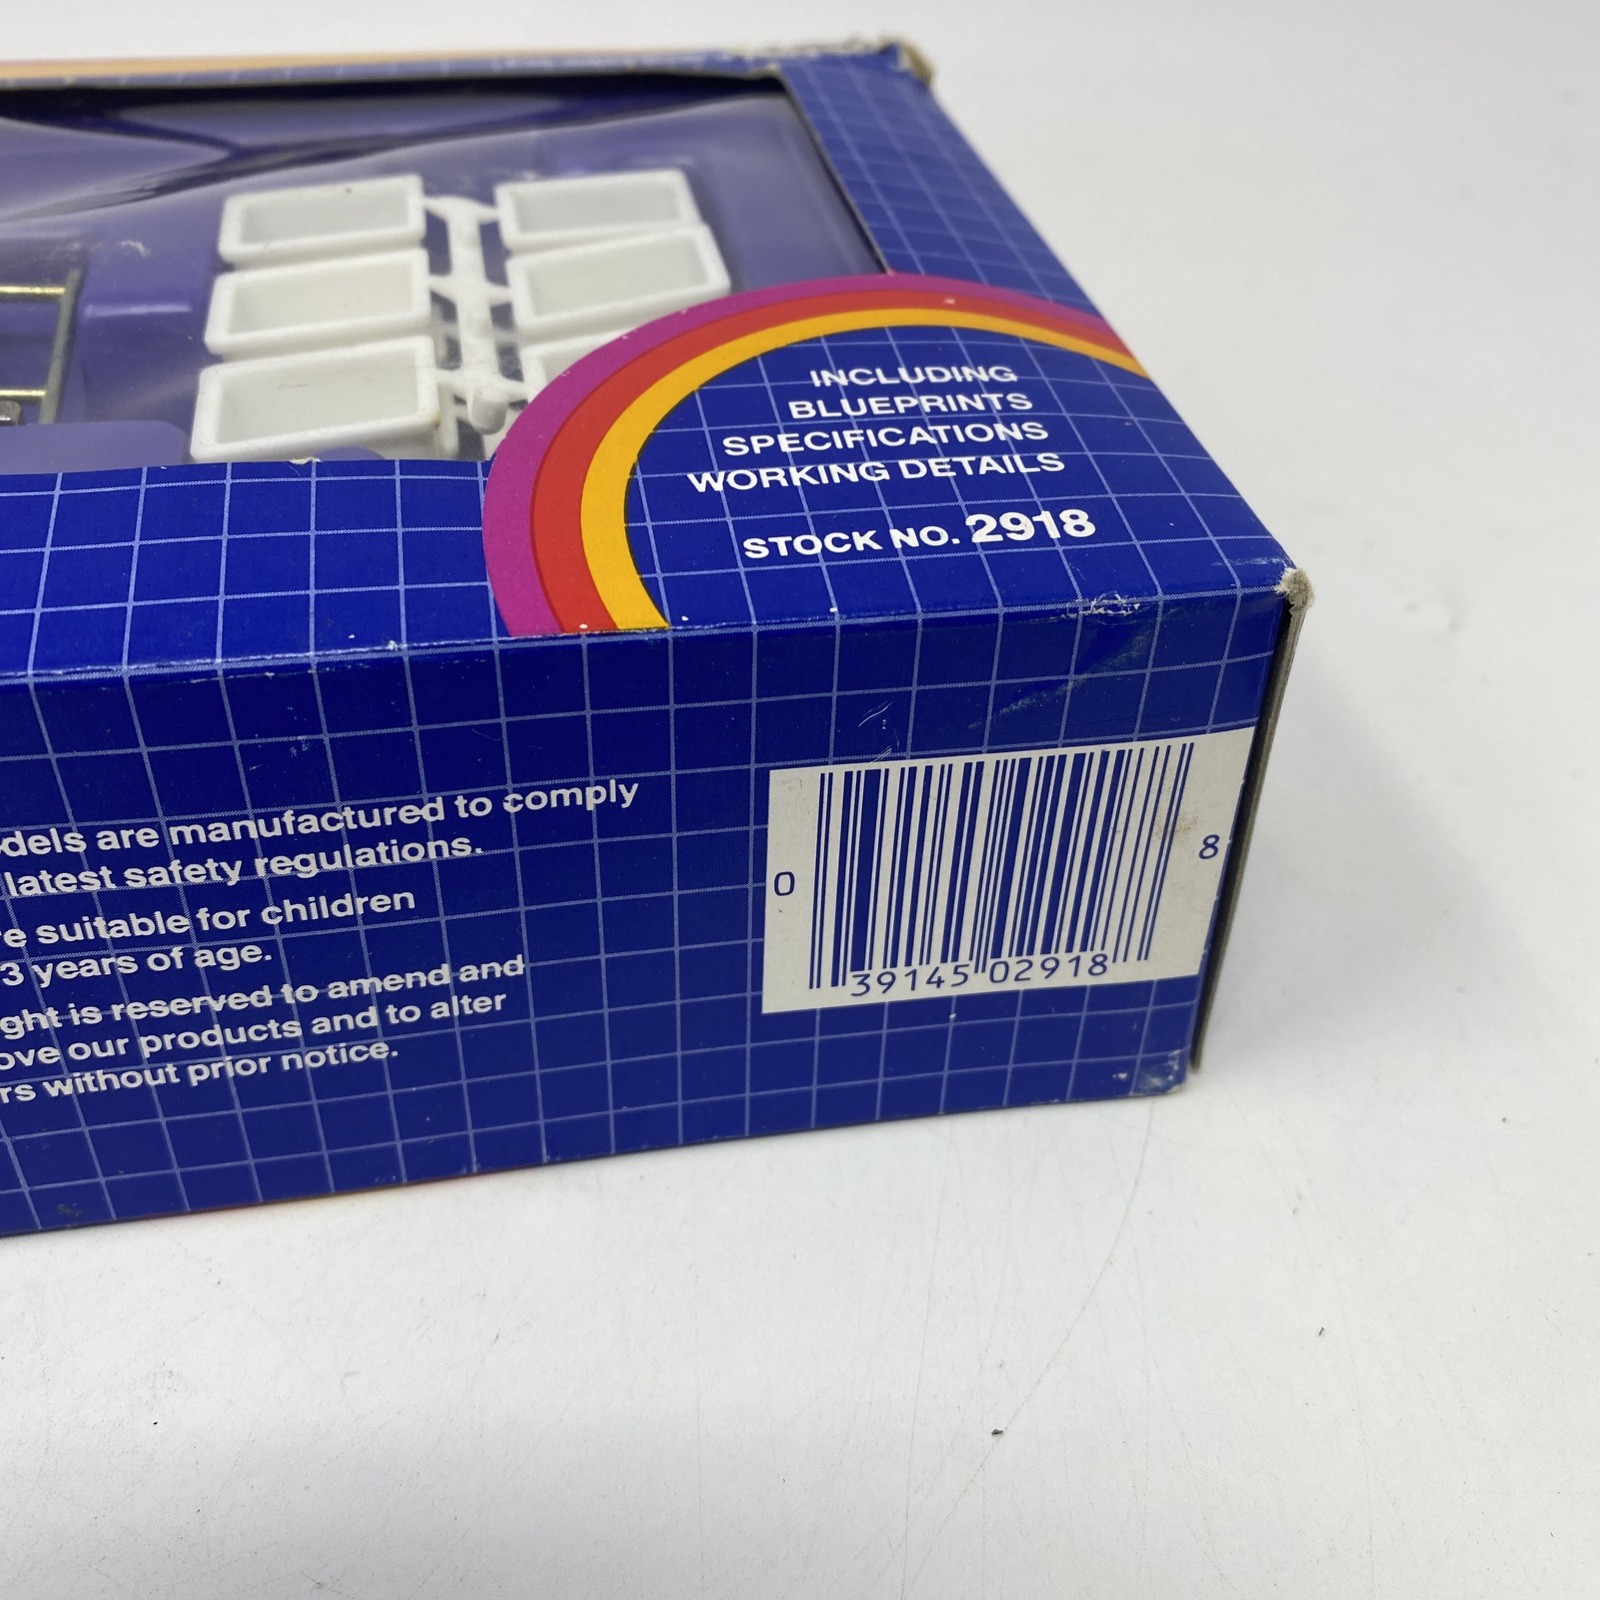 INCLUDING
BLUEPRINTS
SPECIFICATIONS
WORKING DETAILS
STOCK NO. 2918
dels are manufactured to comply
latest safety regulations.
e suitable for children
3 years of age.
ght is reserved to amend and
ove our products and to alter
rs without prior notice.
0 39145 02918 8